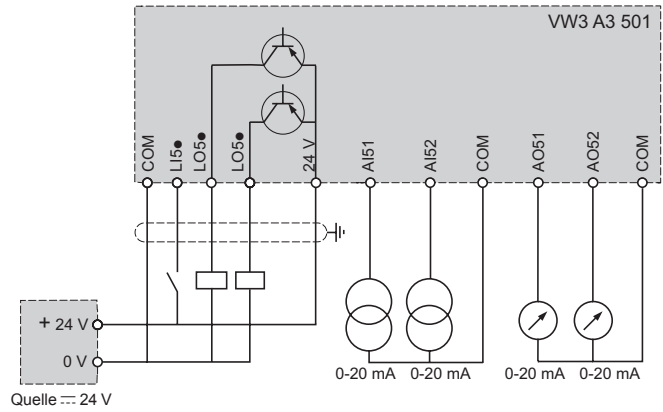 VW3 A3 501
COM
LI5●
LO5●
LO5●
24 V
AI51
AI52
COM
AO51
AO52
COM
+ 24 V
0 V
0-20 mA
0-20 mA
0-20 mA
0-20 mA
Quelle ⎓ 24 V